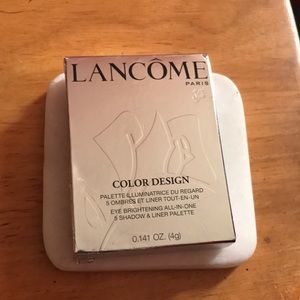 LANCÔME
PARIS
COLOR DESIGN
PALETTE ILLUMINATRICE DU REGARD
5 OMBRES ET LINER TOUT-EN-UN
EYE BRIGHTENING ALL-IN-ONE
5 SHADOW & LINER PALETTE
0.141 OZ. (4g)